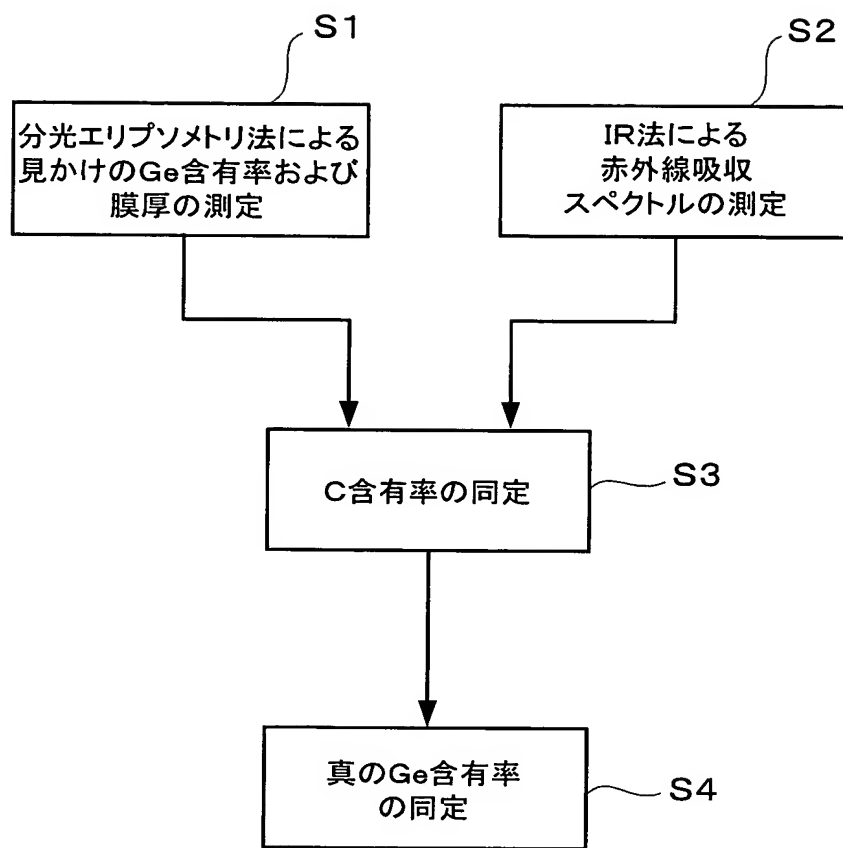 S1
分光エリプソメトリ法による
見かけのGe含有率および
膜厚の測定
S2
IR法による
赤外線吸収
スペクトルの測定
C含有率の同定
S3
真のGe含有率
の同定
S4